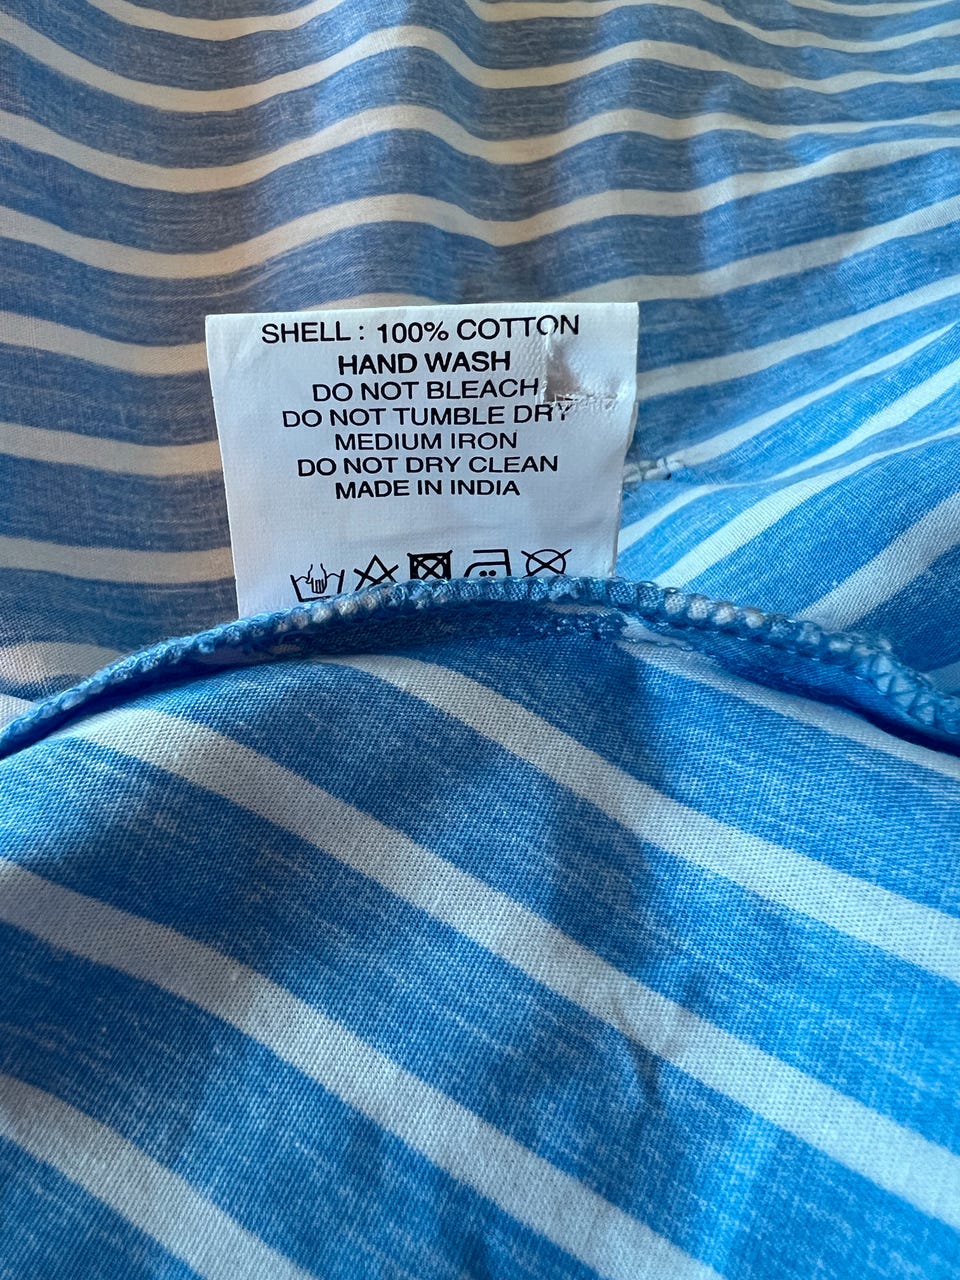 SHELL : 100% COTTON
HAND WASH
DO NOT BLEACH
DO NOT TUMBLE DRY
MEDIUM IRON
DO NOT DRY CLEAN
MADE IN INDIA